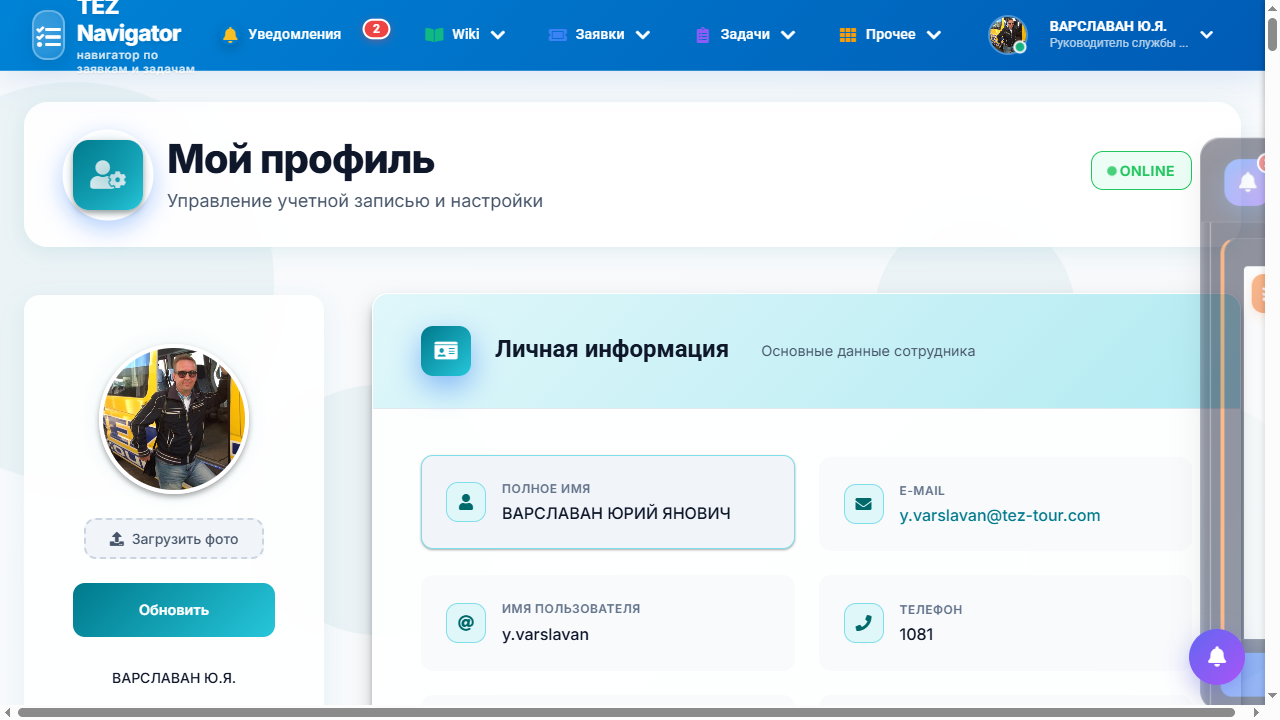 TEZ
Navigator
навигатор по
заявкам и задачам
Уведомления
2
Wiki
Заявки
Задачи
Прочее
ВАРСЛАВАН Ю.Я.
Руководитель службы ...
Мой профиль
Управление учетной записью и настройки
ONLINE
Загрузить фото
Обновить
ВАРСЛАВАН Ю.Я.
Личная информация
Основные данные сотрудника
ПОЛНОЕ ИМЯ
ВАРСЛАВАН ЮРИЙ ЯНОВИЧ
E-MAIL
y.varslavan@tez-tour.com
ИМЯ ПОЛЬЗОВАТЕЛЯ
y.varslavan
ТЕЛЕФОН
1081